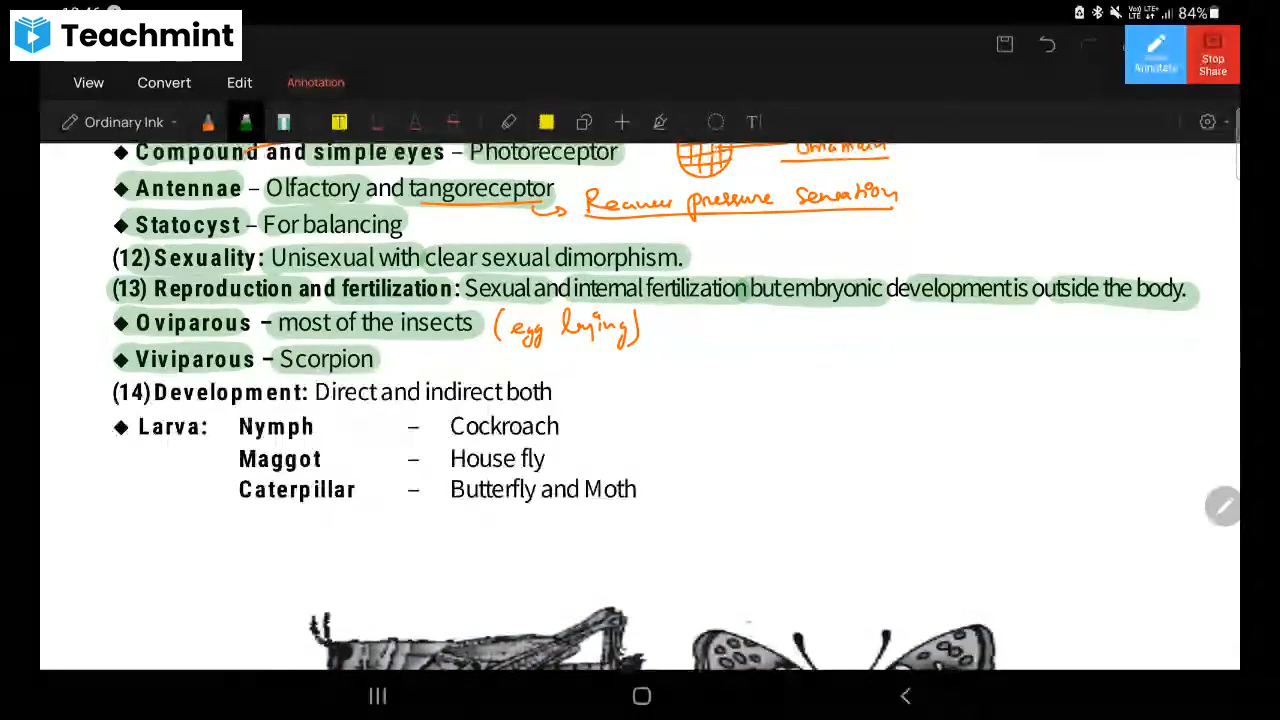 Teachmint
84%
Annotate
Stop
Share
View Convert Edit Annotation
Ordinary Ink
◆ Compound and simple eyes – Photoreceptor
◆ Antennae – Olfactory and tangoreceptor pressure sensation
◆ Statocyst – For balancing
(12) Sexuality: Unisexual with clear sexual dimorphism.
(13) Reproduction and fertilization: Sexual and internal fertilization but embryonic development is outside the body.
◆ Oviparous – most of the insects (egg laying)
◆ Viviparous – Scorpion
(14) Development: Direct and indirect both
◆ Larva: Nymph – Cockroach
Maggot – House fly
Caterpillar – Butterfly and Moth